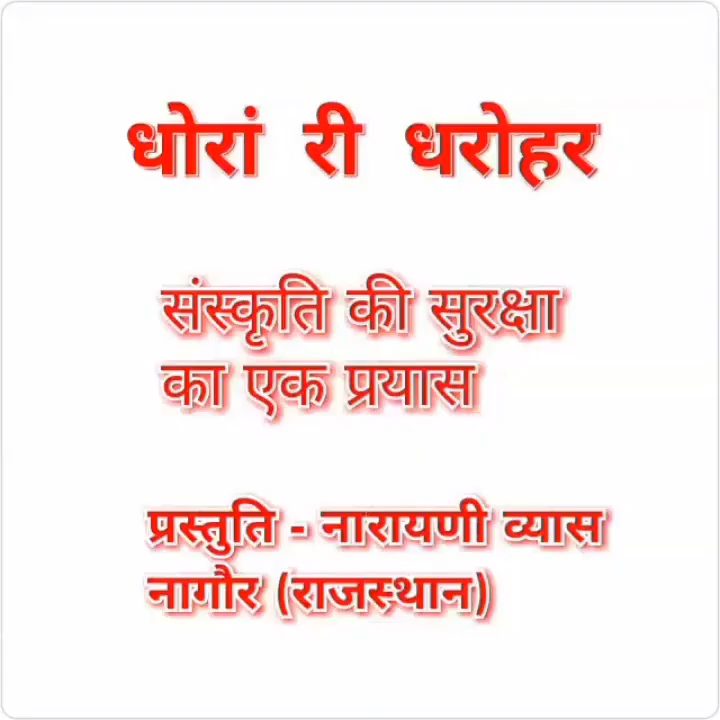 धोरां री धरोहर
संस्कृति की सुरक्षा
का एक प्रयास
प्रस्तुति - नारायणी व्यास
नागौर (राजस्थान)